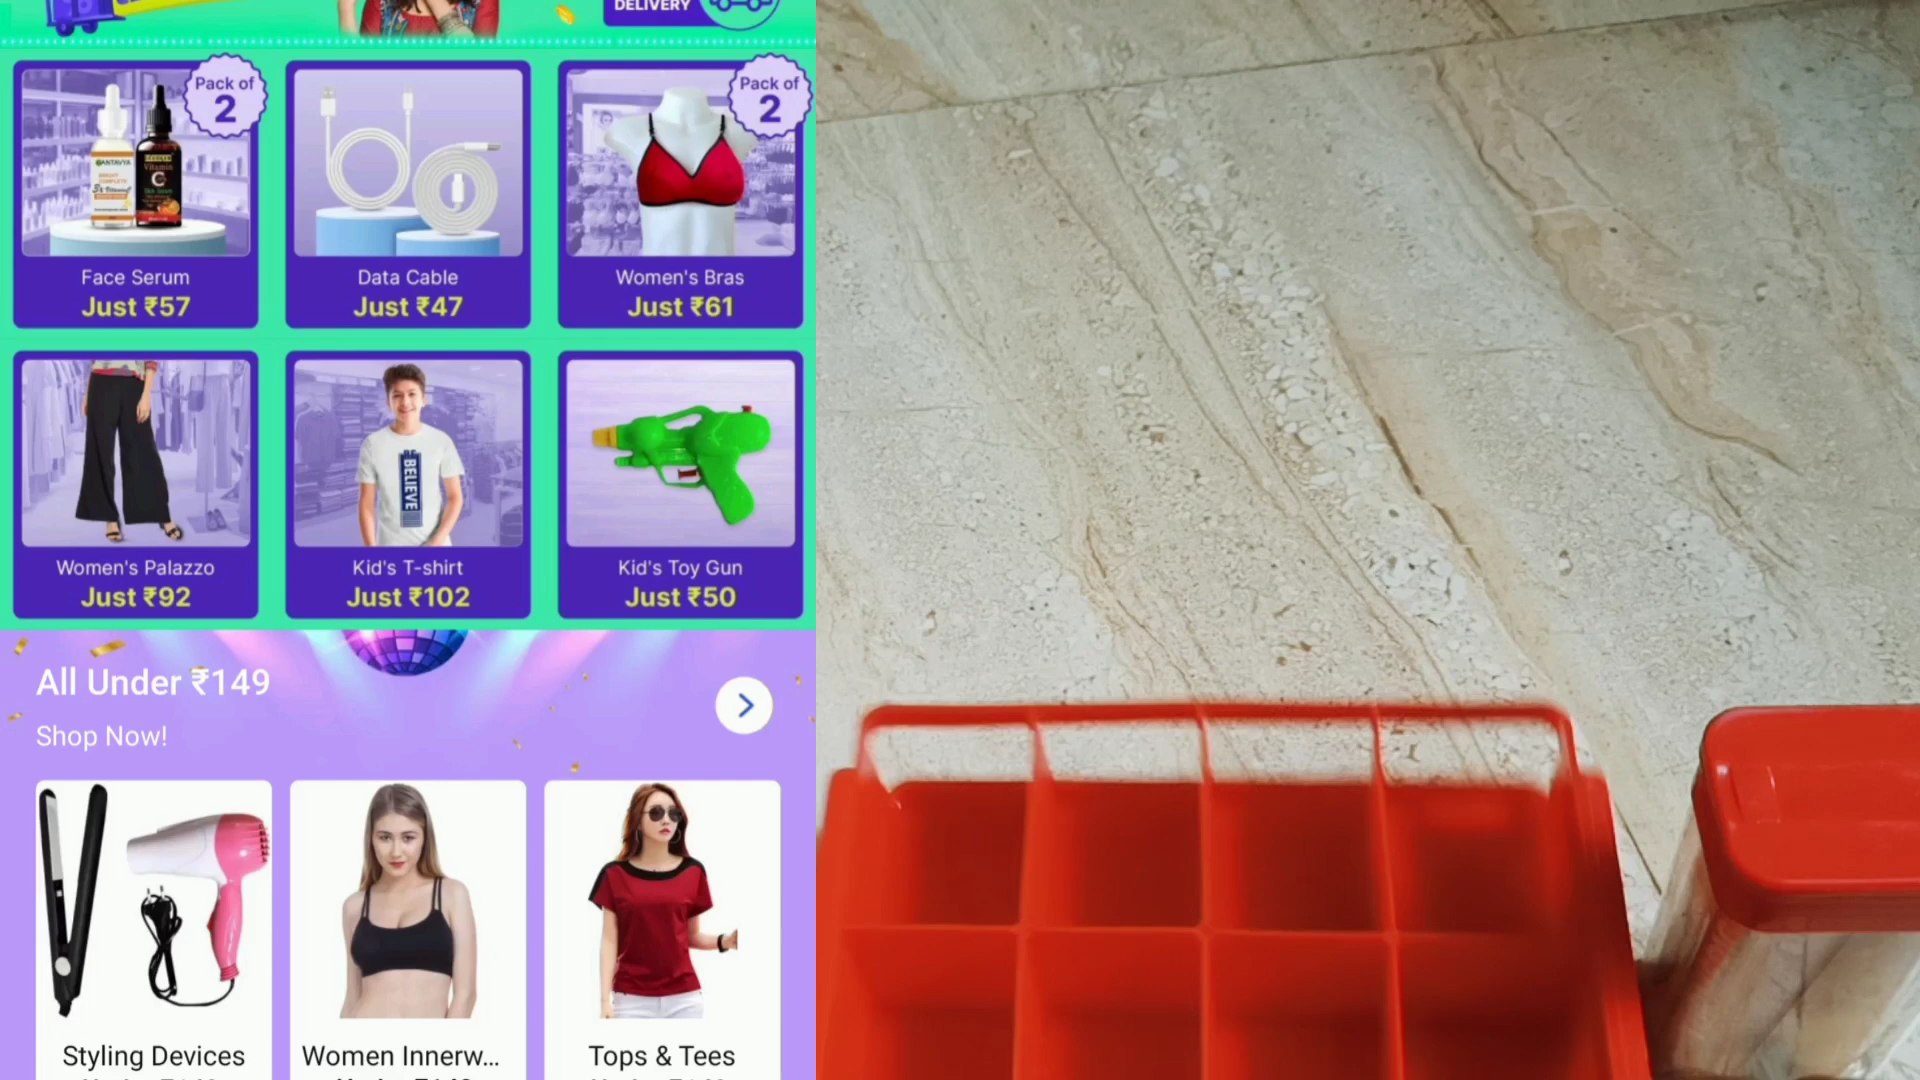 DELIVERY
Pack of
2
Pack of
2
GANTAVYA
Vitamin
C
Face Serum
Just ₹57
Data Cable
Just ₹47
Women's Bras
Just ₹61
BELIEVE
Women's Palazzo
Just ₹92
Kid's T-shirt
Just ₹102
Kid's Toy Gun
Just ₹50
All Under ₹149
Shop Now!
Styling Devices
Women Innerw...
Tops & Tees